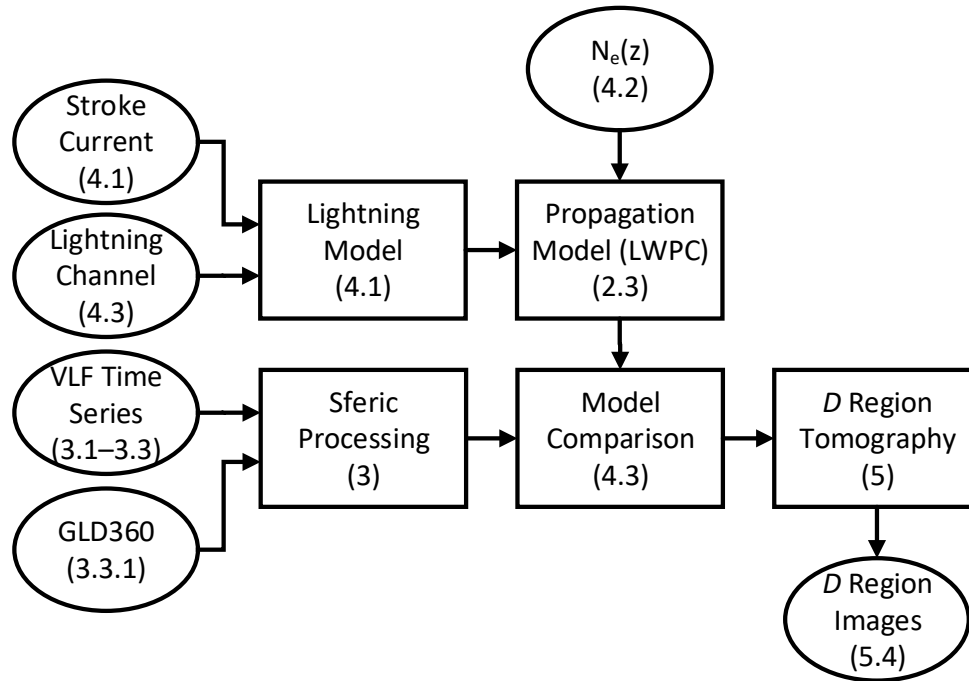 N_e(z)
(4.2)
Stroke
Current
(4.1)
Lightning
Channel
(4.3)
Lightning
Model
(4.1)
Propagation
Model (LWPC)
(2.3)
VLF Time
Series
(3.1–3.3)
Sferic
Processing
(3)
Model
Comparison
(4.3)
D Region
Tomography
(5)
GLD360
(3.3.1)
D Region
Images
(5.4)